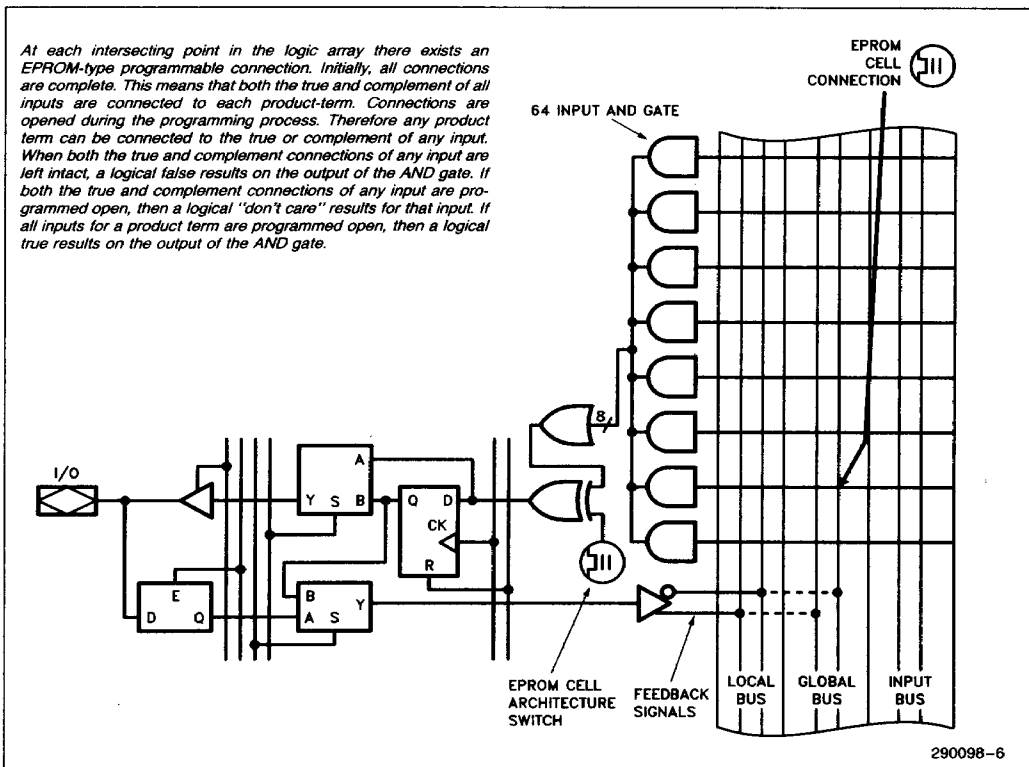 At each intersecting point in the logic array there exists an
EPROM-type programmable connection. Initially, all connections
are complete. This means that both the true and complement of all
inputs are connected to each product-term. Connections are
opened during the programming process. Therefore any product
term can be connected to the true or complement of any input.
When both the true and complement connections of any input are
left intact, a logical false results on the output of the AND gate. If
both the true and complement connections of any input are pro-
grammed open, then a logical "don't care" results for that input. If
all inputs for a product term are programmed open, then a logical
true results on the output of the AND gate.
EPROM
CELL
CONNECTION
64 INPUT AND GATE
8
I/O
A
Y S B
Q D
CK
R
E
D Q
B
A S Y
EPROM CELL
ARCHITECTURE
SWITCH
FEEDBACK
SIGNALS
LOCAL
BUS
GLOBAL
BUS
INPUT
BUS
290098-6